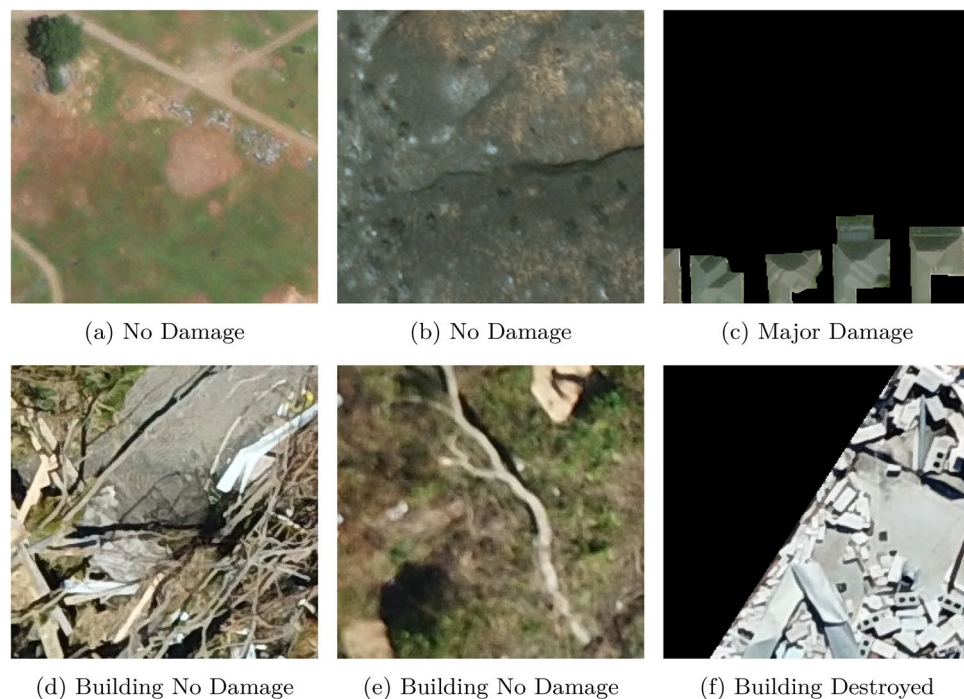 (a) No Damage
(b) No Damage
(c) Major Damage
(d) Building No Damage
(e) Building No Damage
(f) Building Destroyed